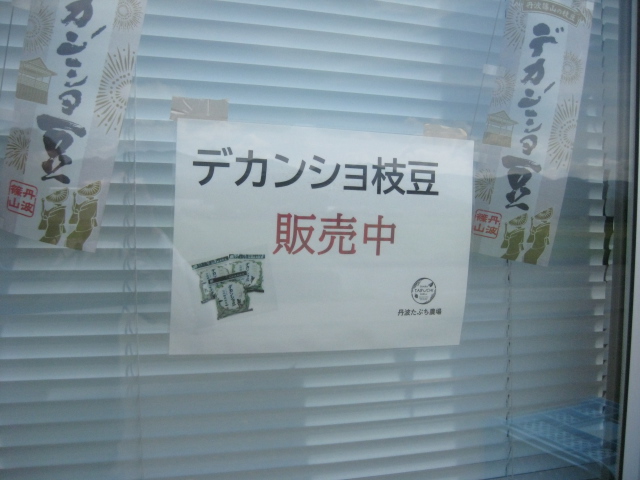 デカンショ豆
丹波
篠山
デカンショ枝豆
販売中
丹波たぶち農場
デカンショ豆
丹波
篠山